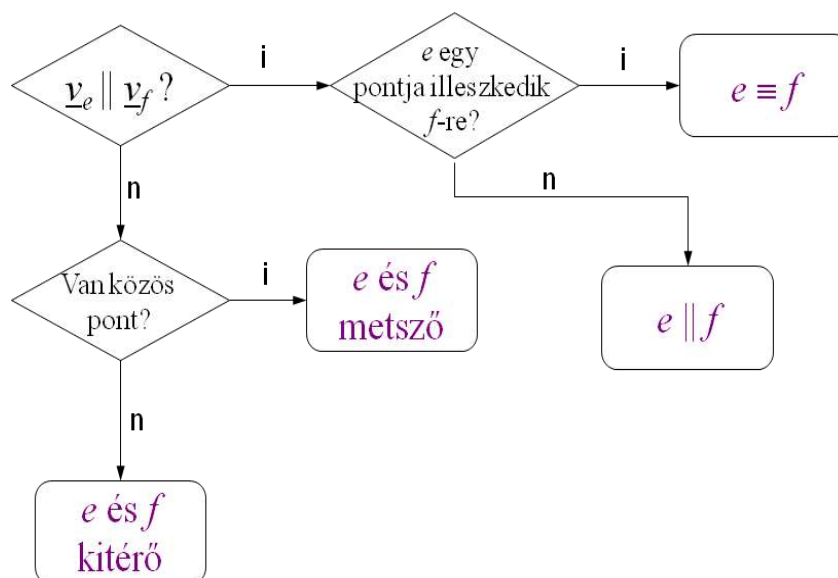 v_e || v_f ?
i
e egy
pontja illeszkedik
f-re?
i
e ≡ f
n
n
Van közös
pont?
i
e és f
metsző
e || f
n
e és f
kitérő